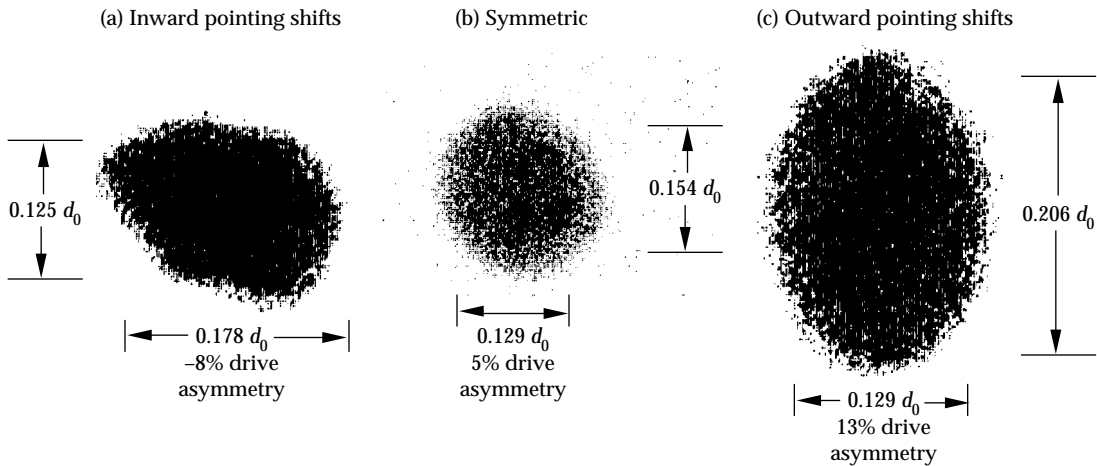 (a) Inward pointing shifts
(b) Symmetric
(c) Outward pointing shifts
0.125 d₀
0.178 d₀
–8% drive
asymmetry
0.154 d₀
0.129 d₀
5% drive
asymmetry
0.206 d₀
0.129 d₀
13% drive
asymmetry